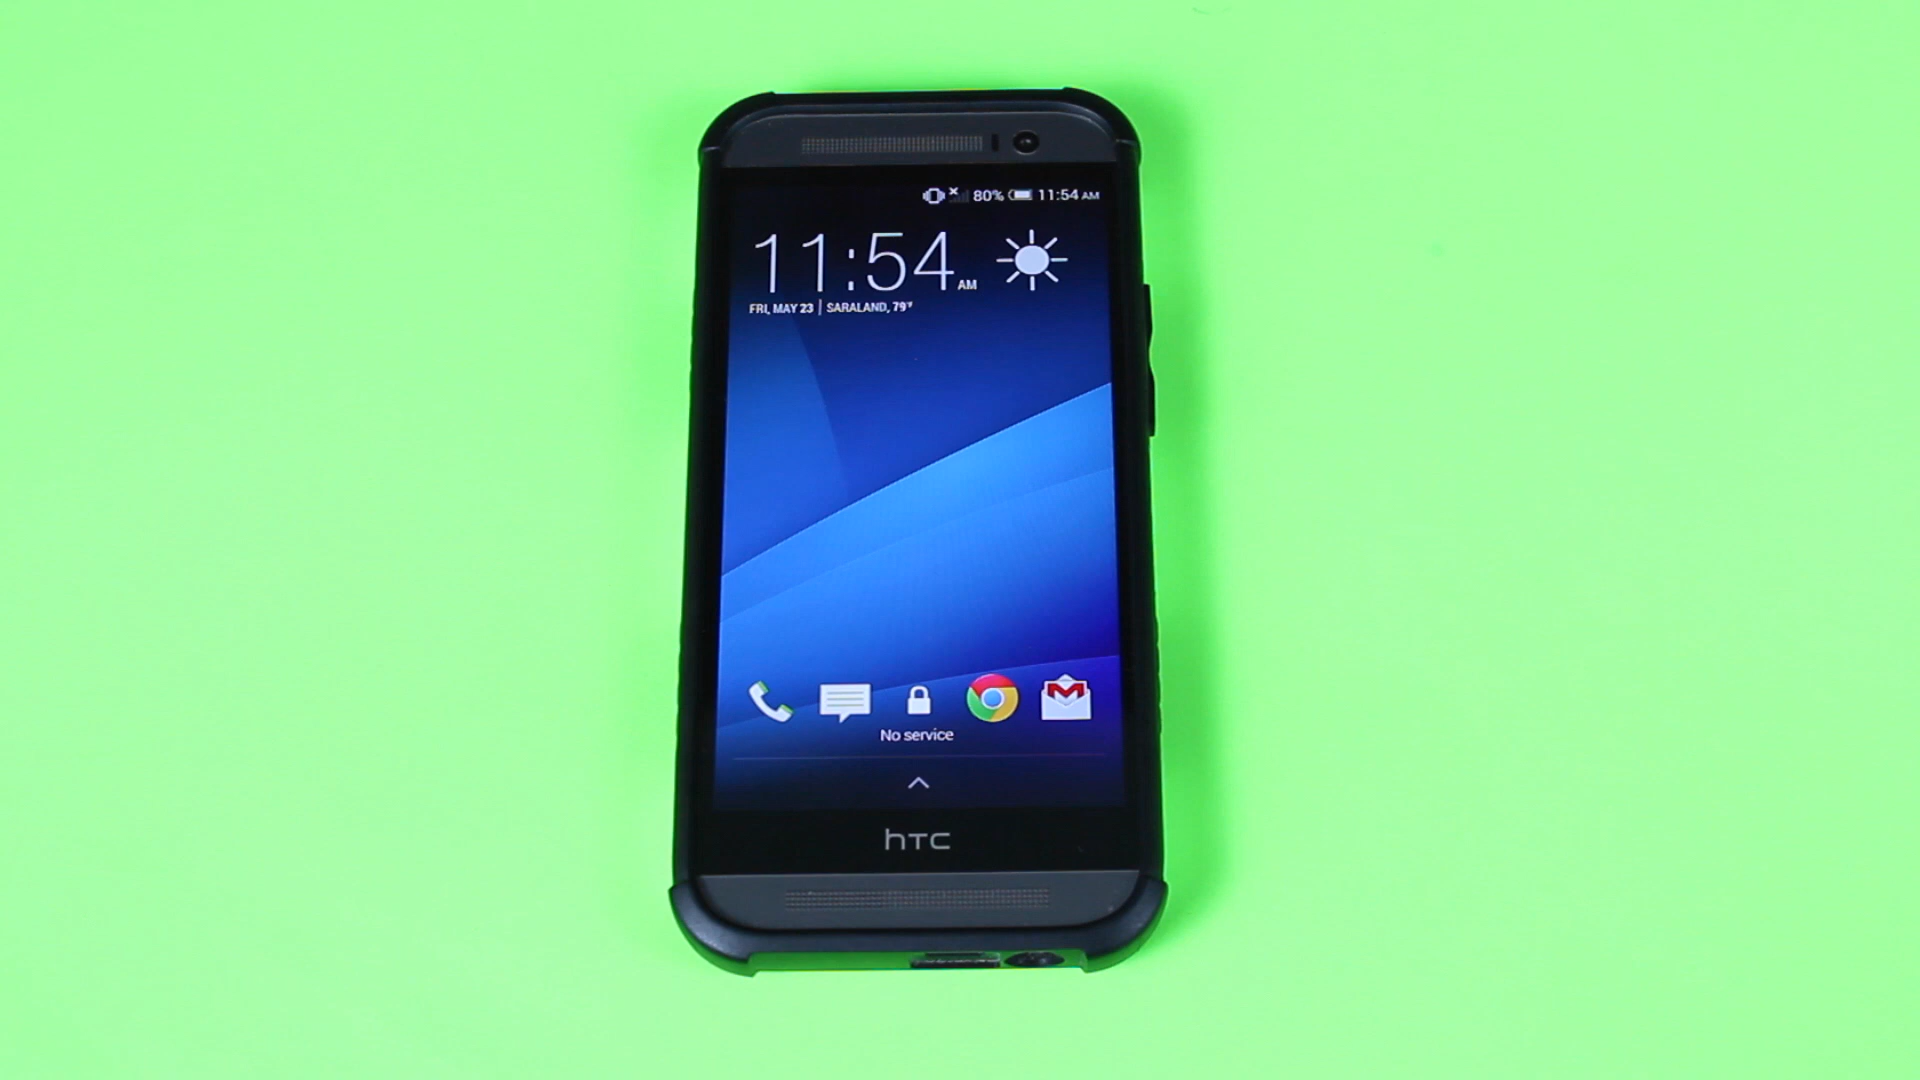 80% 11:54 AM
11:54 AM
FRI, MAY 23 | SARALAND, 79°
No service
hTC